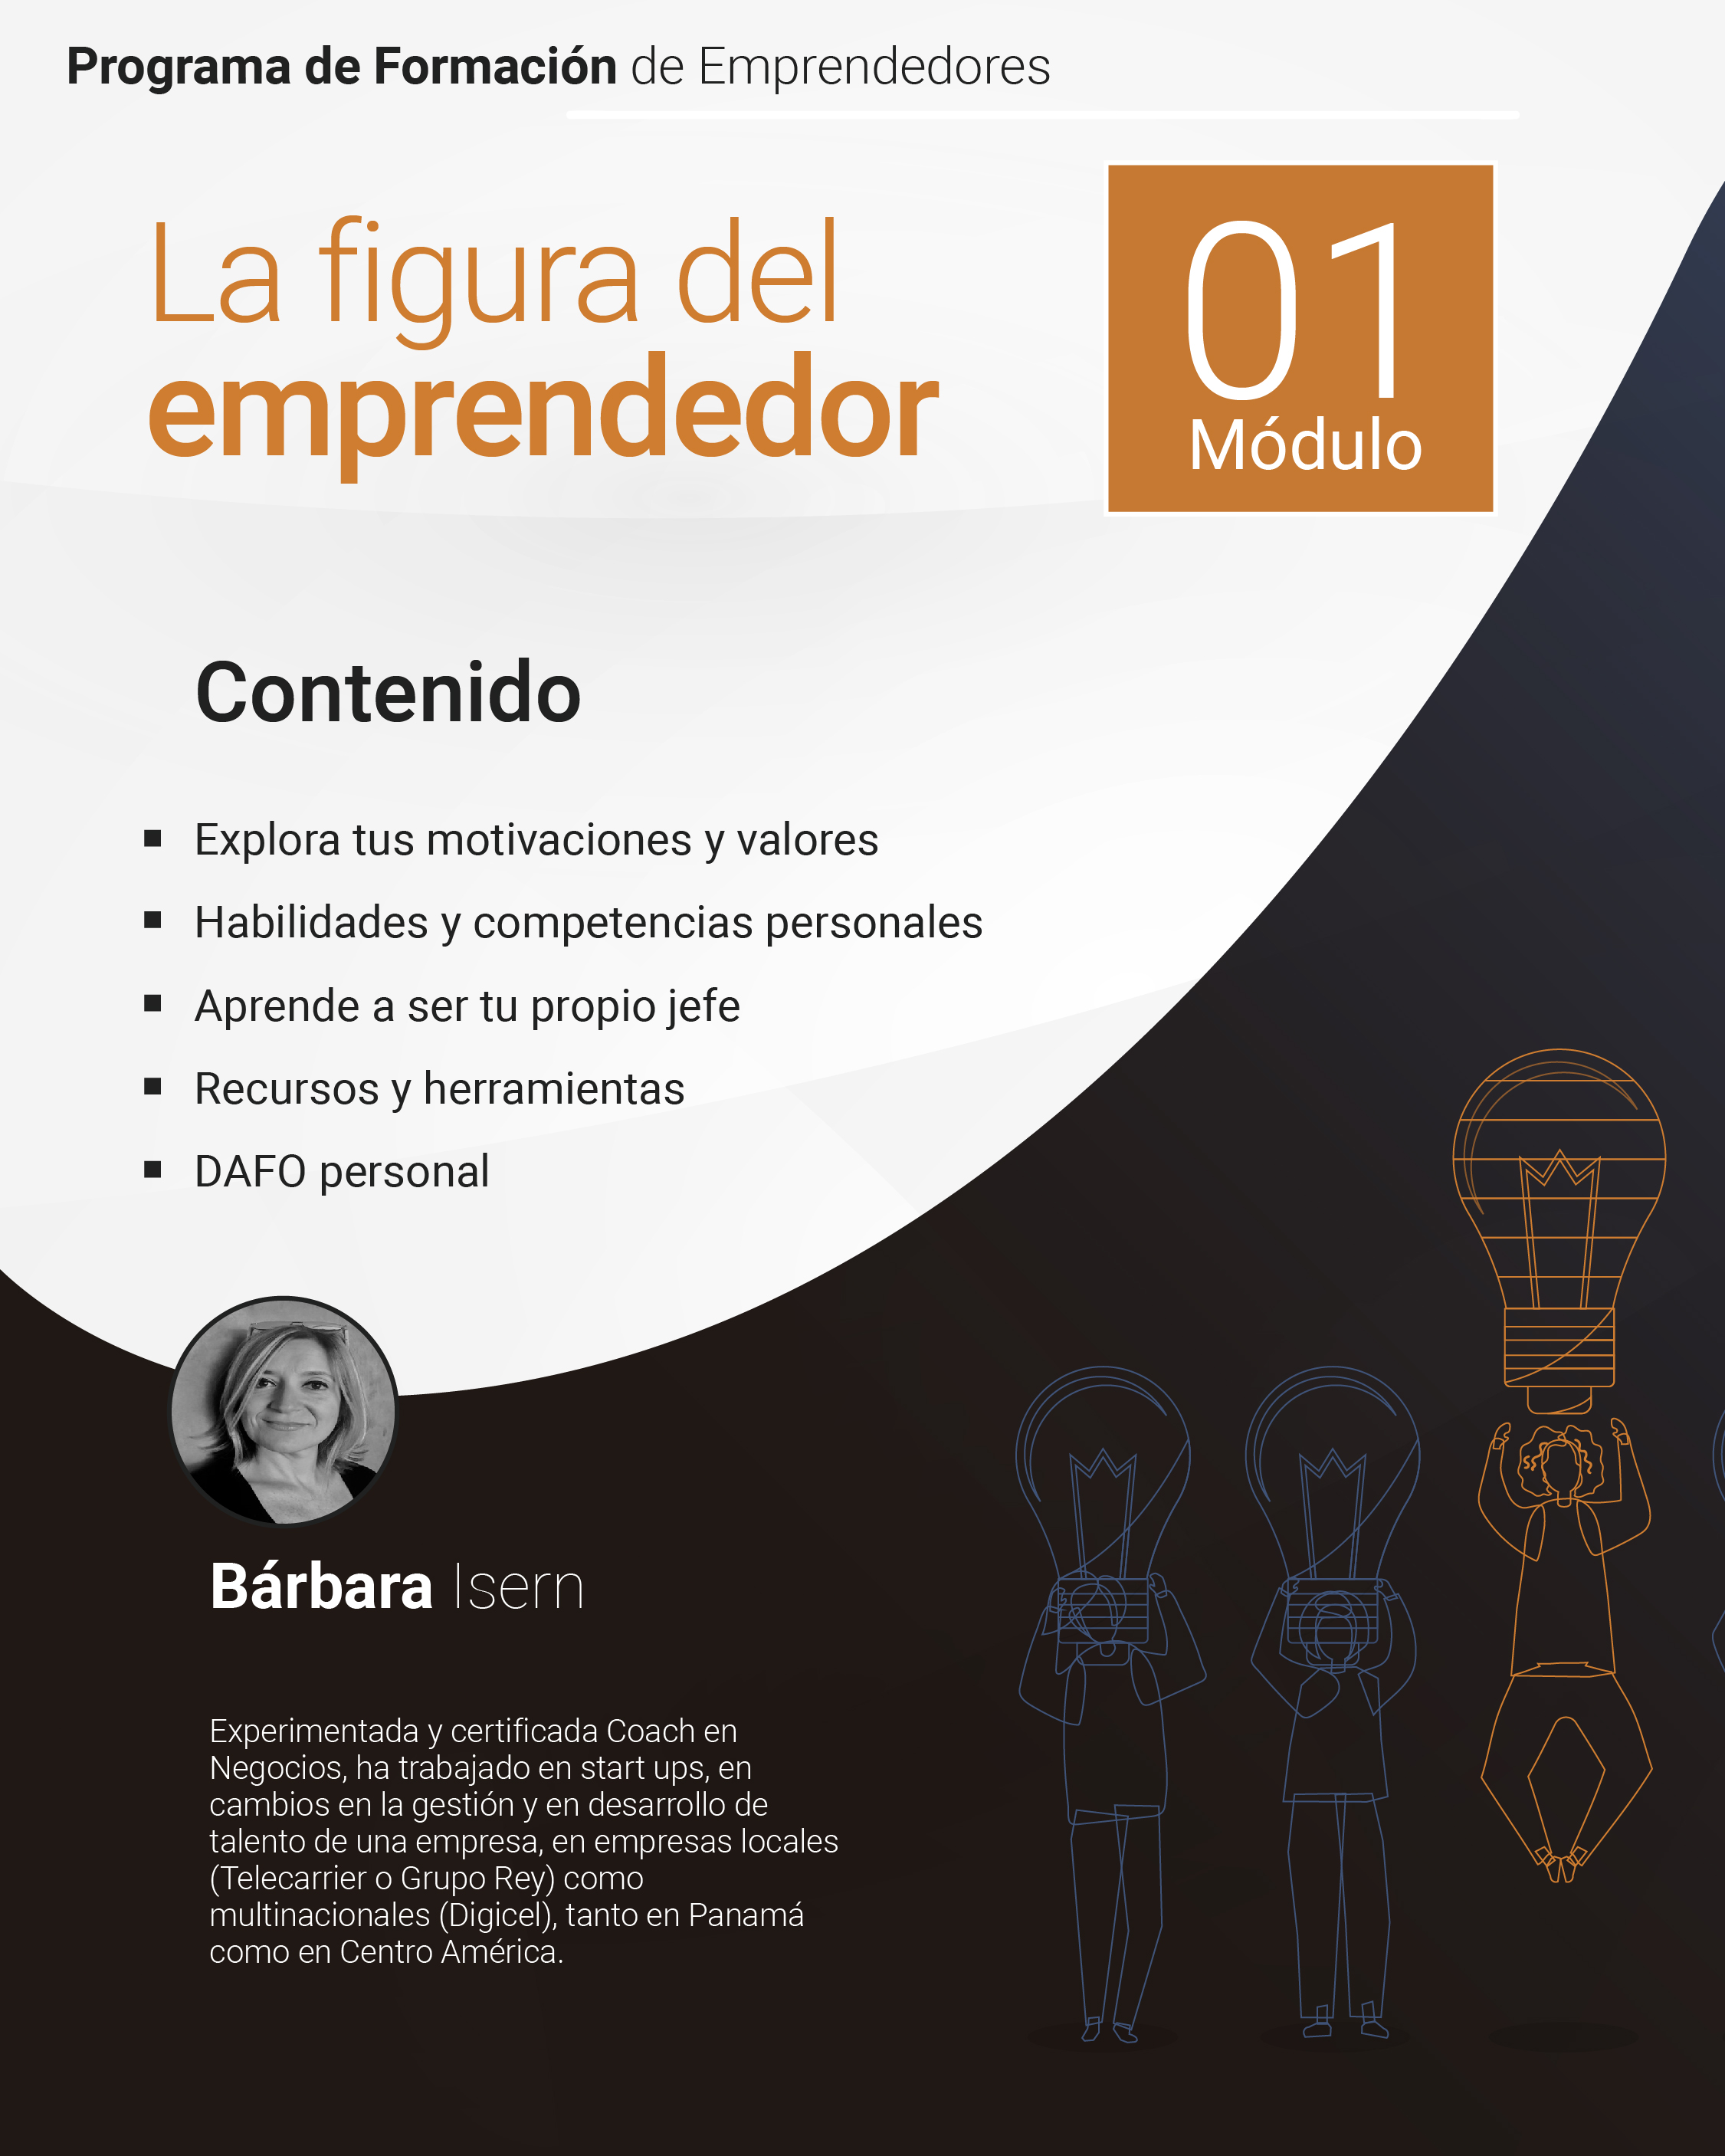 Programa de Formación de Emprendedores
La figura del
emprendedor
01
Módulo
Contenido
▪ Explora tus motivaciones y valores
▪ Habilidades y competencias personales
▪ Aprende a ser tu propio jefe
▪ Recursos y herramientas
▪ DAFO personal
Bárbara Isern
Experimentada y certificada Coach en
Negocios, ha trabajado en start ups, en
cambios en la gestión y en desarrollo de
talento de una empresa, en empresas locales
(Telecarrier o Grupo Rey) como
multinacionales (Digicel), tanto en Panamá
como en Centro América.